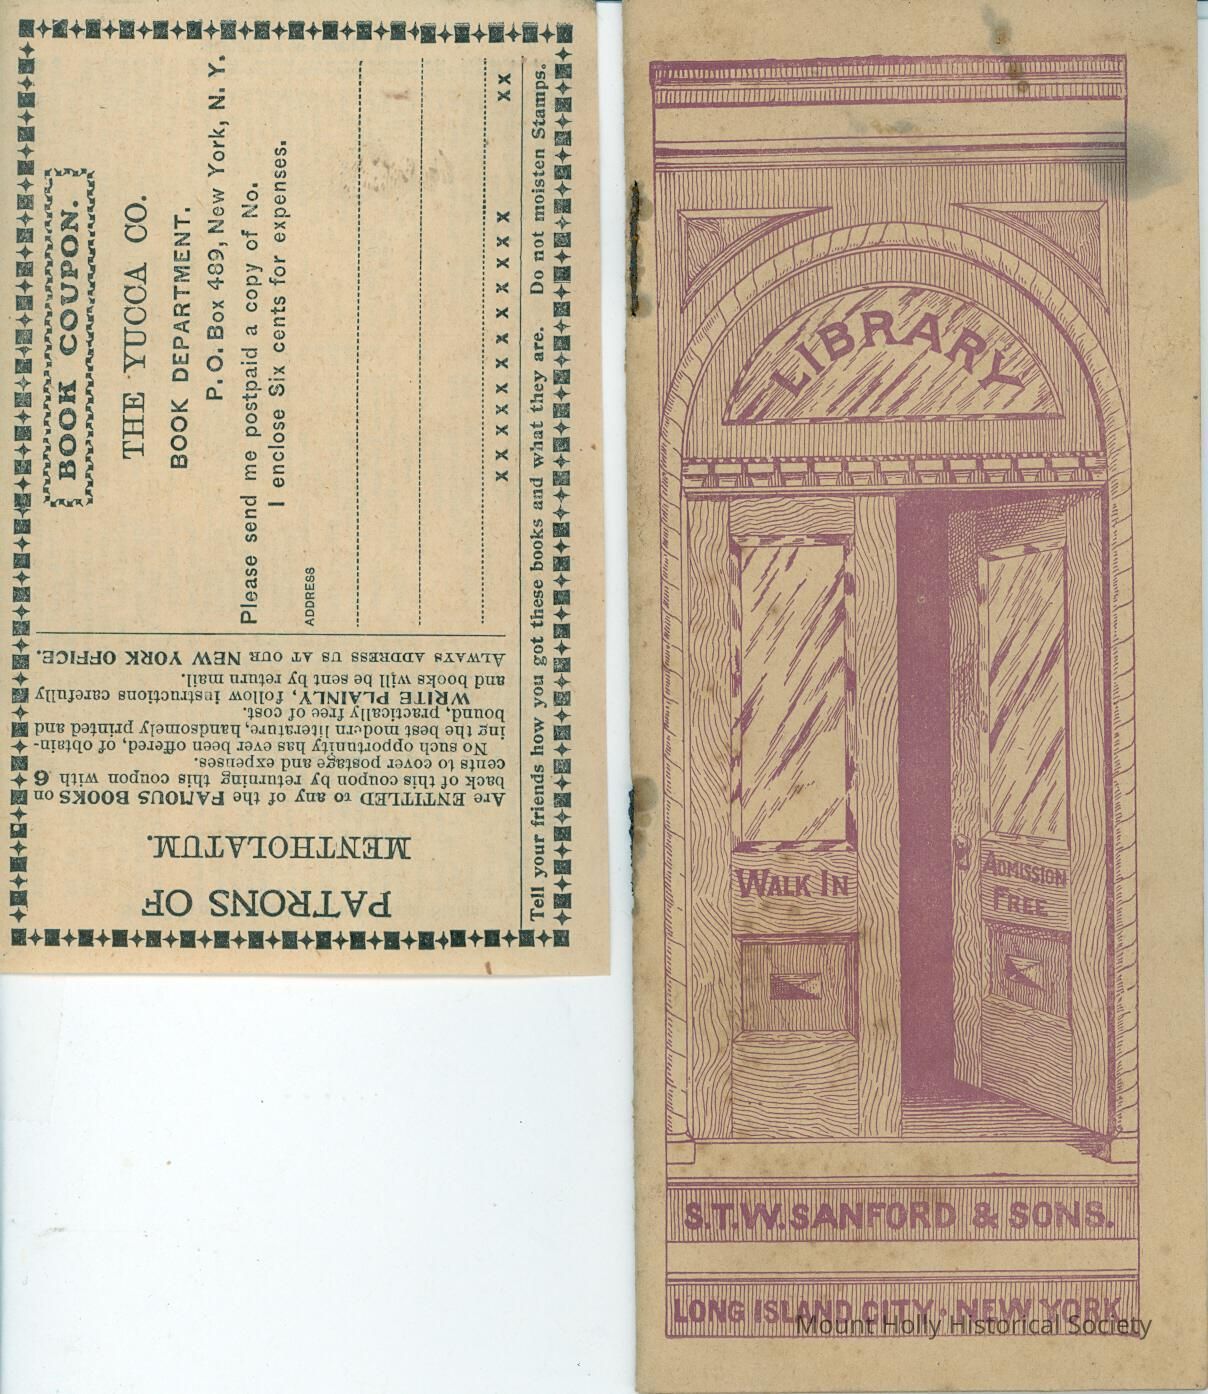 BOOK COUPON.
THE YUCCA CO.
BOOK DEPARTMENT.
P. O. Box 489, New York, N. Y.
Please send me postpaid a copy of No.
I enclose Six cents for expenses.
ADDRESS
X X X X X X X X X X X
Tell your friends how you got these books and what they are. Do not moisten Stamps.
PATRONS OF
MENTHOLATUM.
Are ENTITLED to any of the FAMOUS BOOKS on
back of this coupon by returning this coupon with 6
cents to cover postage and expenses.
No such opportunity has ever been offered, of obtain-
ing the best modern literature, handsomely printed and
bound, practically free of cost.
WRITE PLAINLY, follow instructions carefully
and books will be sent by return mail.
ALWAYS ADDRESS US AT OUR NEW YORK OFFICE.
LIBRARY
WALK IN
ADMISSION
FREE
S.T.W. SANFORD & SONS.
LONG ISLAND CITY • NEW YORK
Mount Holly Historical Society